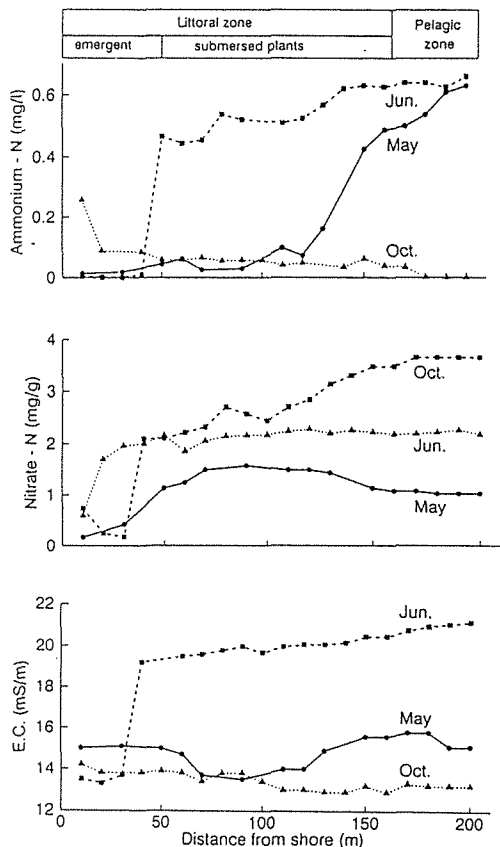 Littoral zone
Pelagic zone
emergent
submersed plants
Ammonium - N (mg/l)
0.6
0.4
0.2
0
Jun.
May
Oct.
Nitrate - N (mg/g)
4
3
2
1
0
Oct.
Jun.
May
E.C. (mS/m)
22
20
18
16
14
12
Jun.
May
Oct.
0
50
100
150
200
Distance from shore (m)